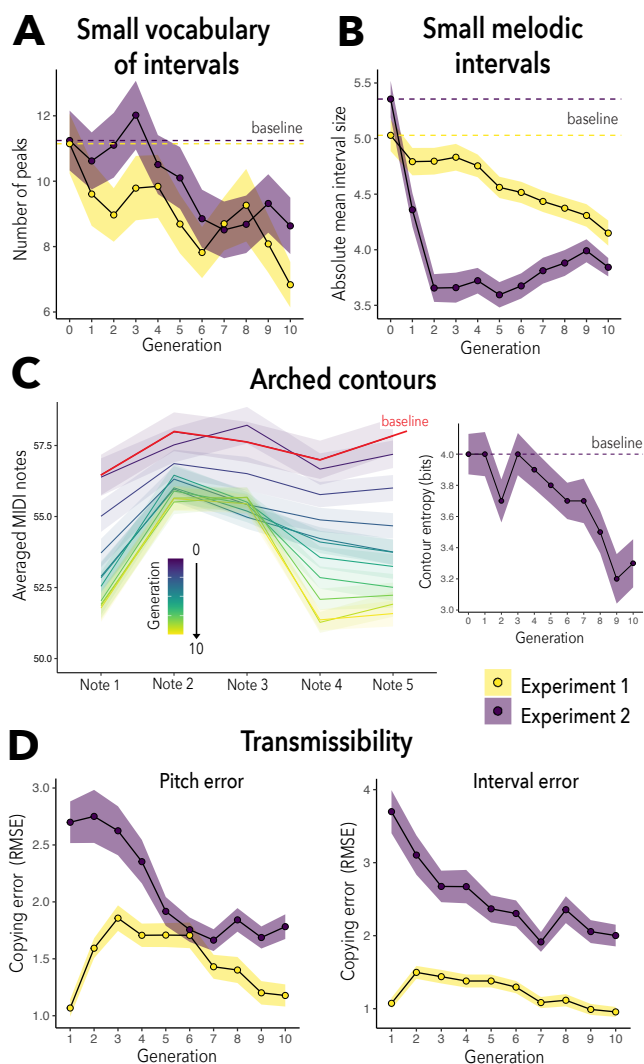 A
Small vocabulary
of intervals
Number of peaks
12
10
8
6
baseline
0 1 2 3 4 5 6 7 8 9 10
Generation
B
Small melodic
intervals
Absolute mean interval size
5.5
5.0
4.5
4.0
3.5
baseline
0 1 2 3 4 5 6 7 8 9 10
Generation
C
Arched contours
Averaged MIDI notes
57.5
55.0
52.5
50.0
baseline
Generation
0
10
Note 1 Note 2 Note 3 Note 4 Note 5
Contour entropy (bits)
4.0
3.8
3.6
3.4
3.2
3.0
baseline
0 1 2 3 4 5 6 7 8 9 10
Generation
Experiment 1
Experiment 2
D
Transmissibility
Pitch error
Copying error (RMSE)
3.0
2.5
2.0
1.5
1.0
1 2 3 4 5 6 7 8 9 10
Generation
Interval error
Copying error (RMSE)
4
3
2
1
1 2 3 4 5 6 7 8 9 10
Generation